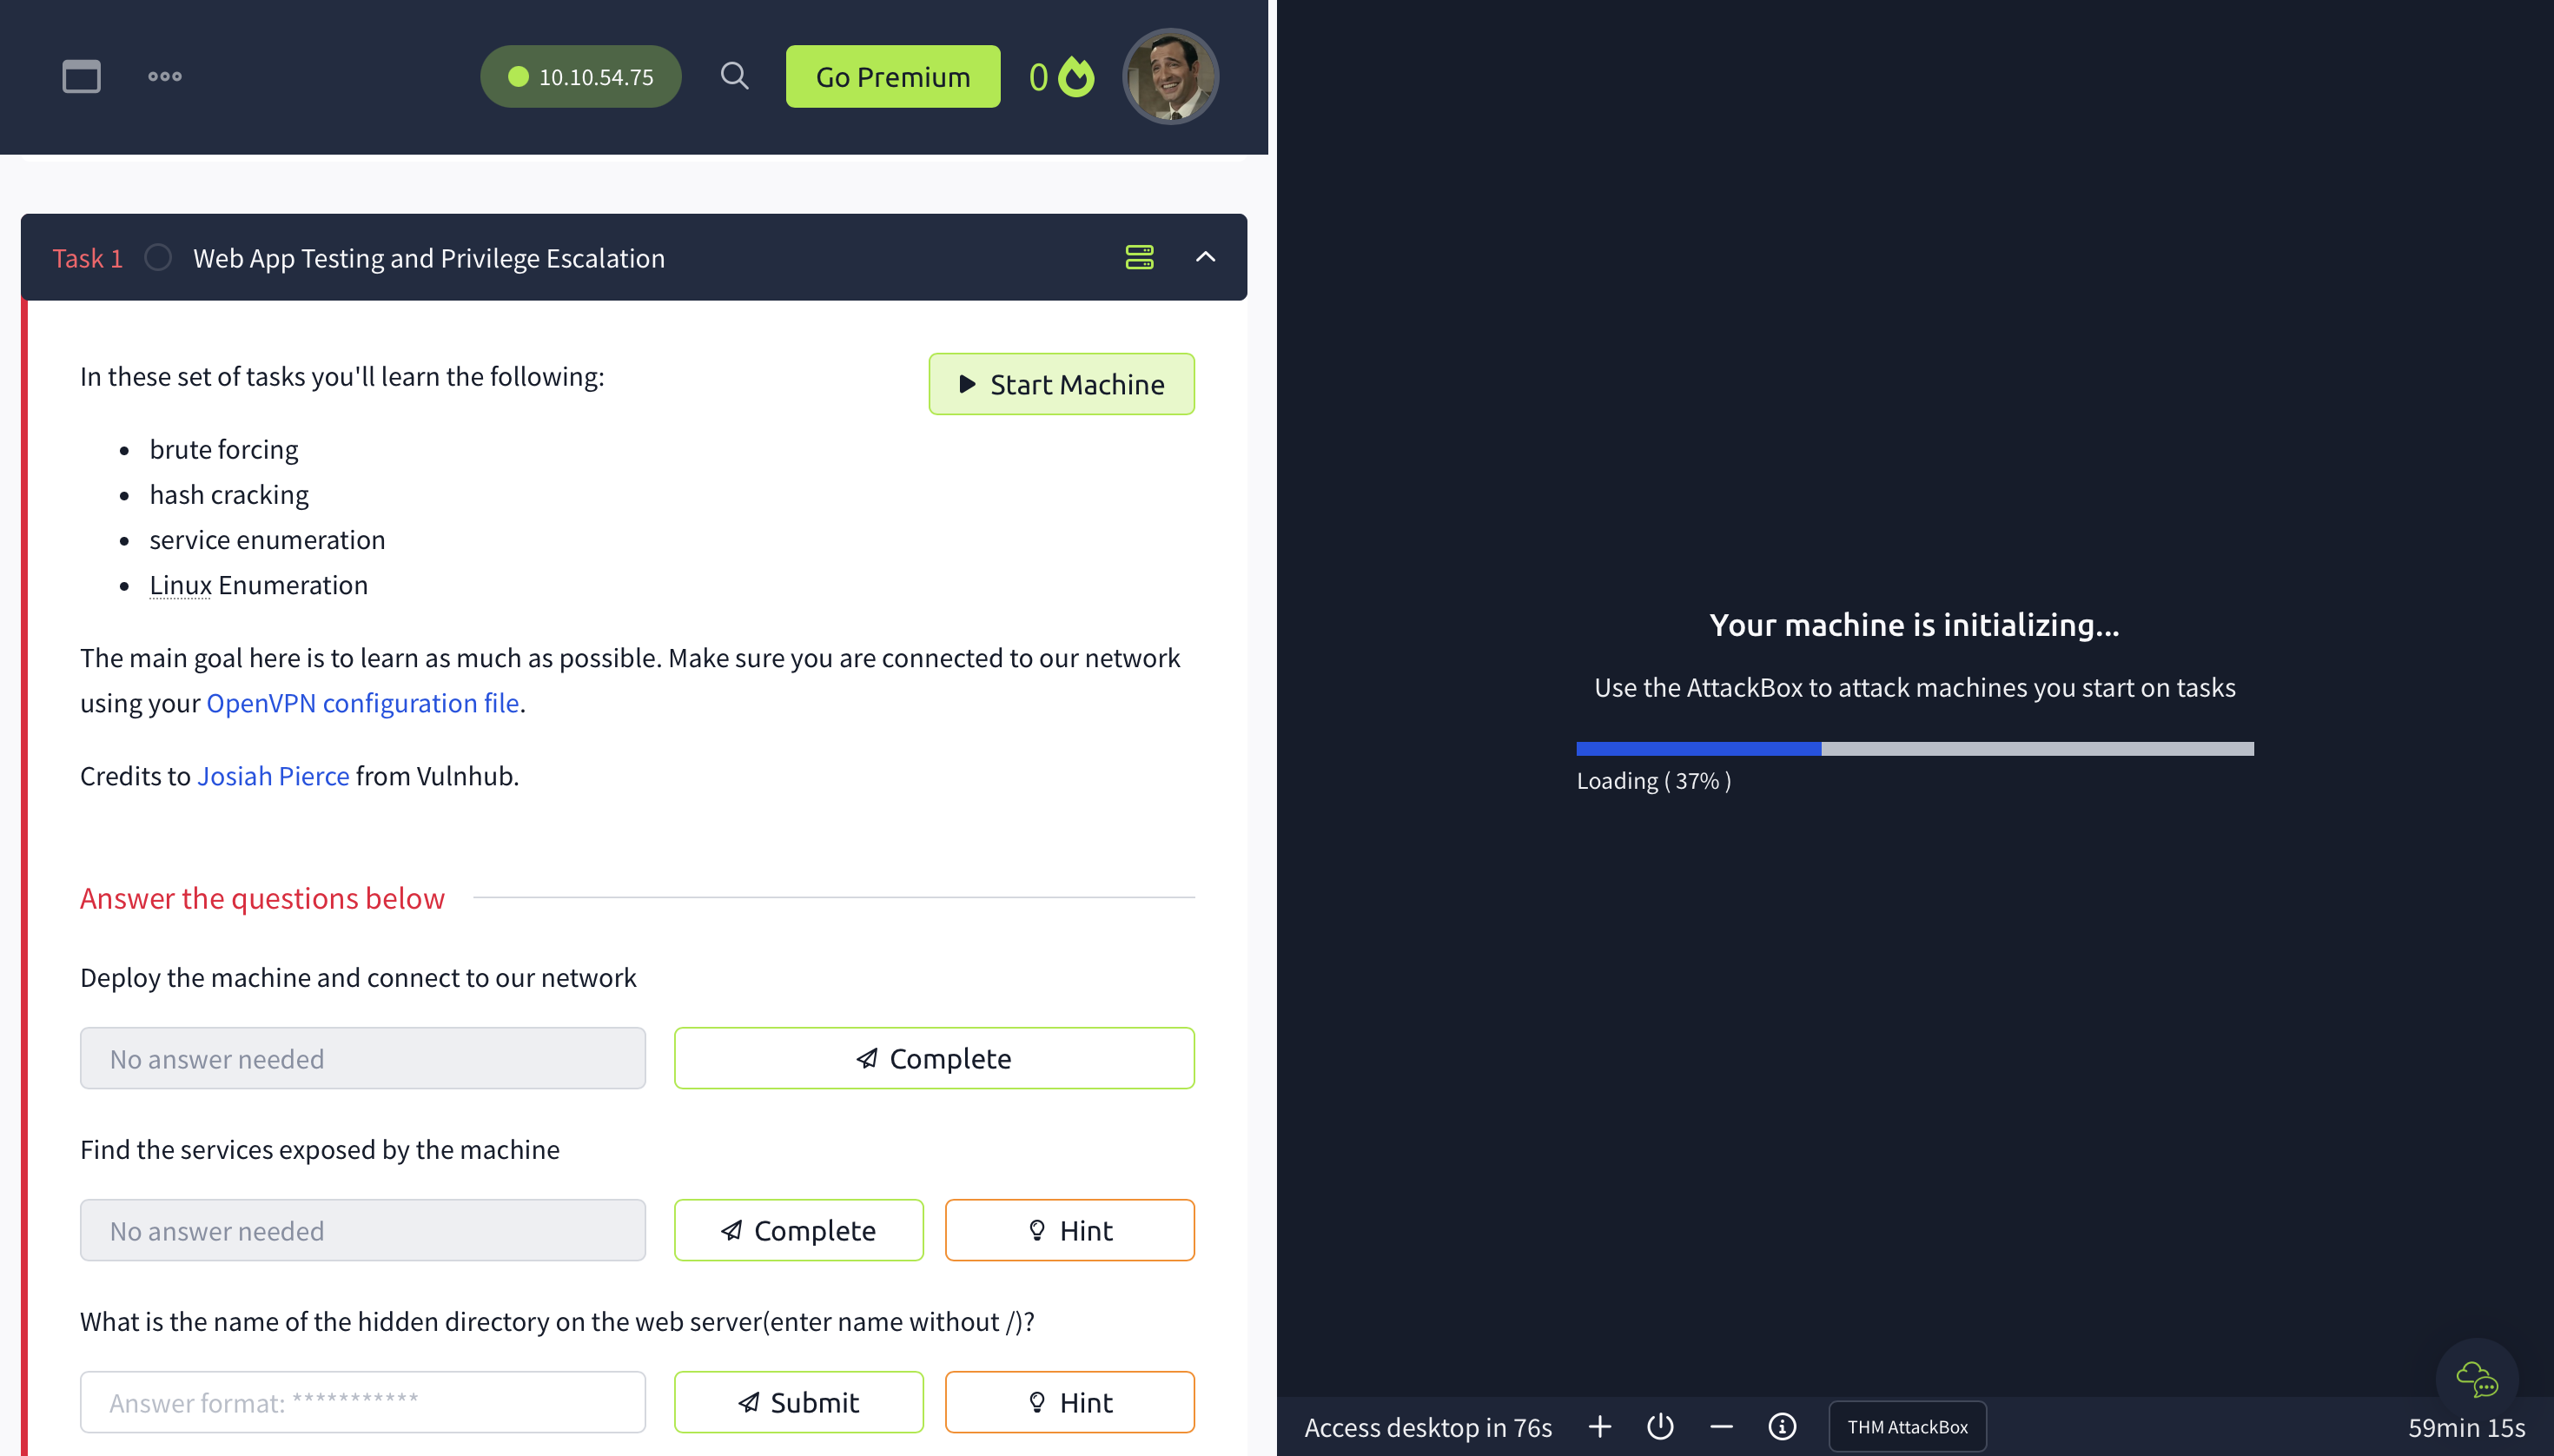 10.10.54.75
Go Premium
0
Task 1
Web App Testing and Privilege Escalation
In these set of tasks you'll learn the following:
Start Machine
brute forcing
hash cracking
service enumeration
Linux Enumeration
The main goal here is to learn as much as possible. Make sure you are connected to our network
using your OpenVPN configuration file.
Credits to Josiah Pierce from Vulnhub.
Answer the questions below
Deploy the machine and connect to our network
No answer needed
Complete
Find the services exposed by the machine
No answer needed
Complete
Hint
What is the name of the hidden directory on the web server(enter name without /)?
Answer format: ***********
Submit
Hint
Your machine is initializing...
Use the AttackBox to attack machines you start on tasks
Loading ( 37% )
Access desktop in 76s
THM AttackBox
59min 15s